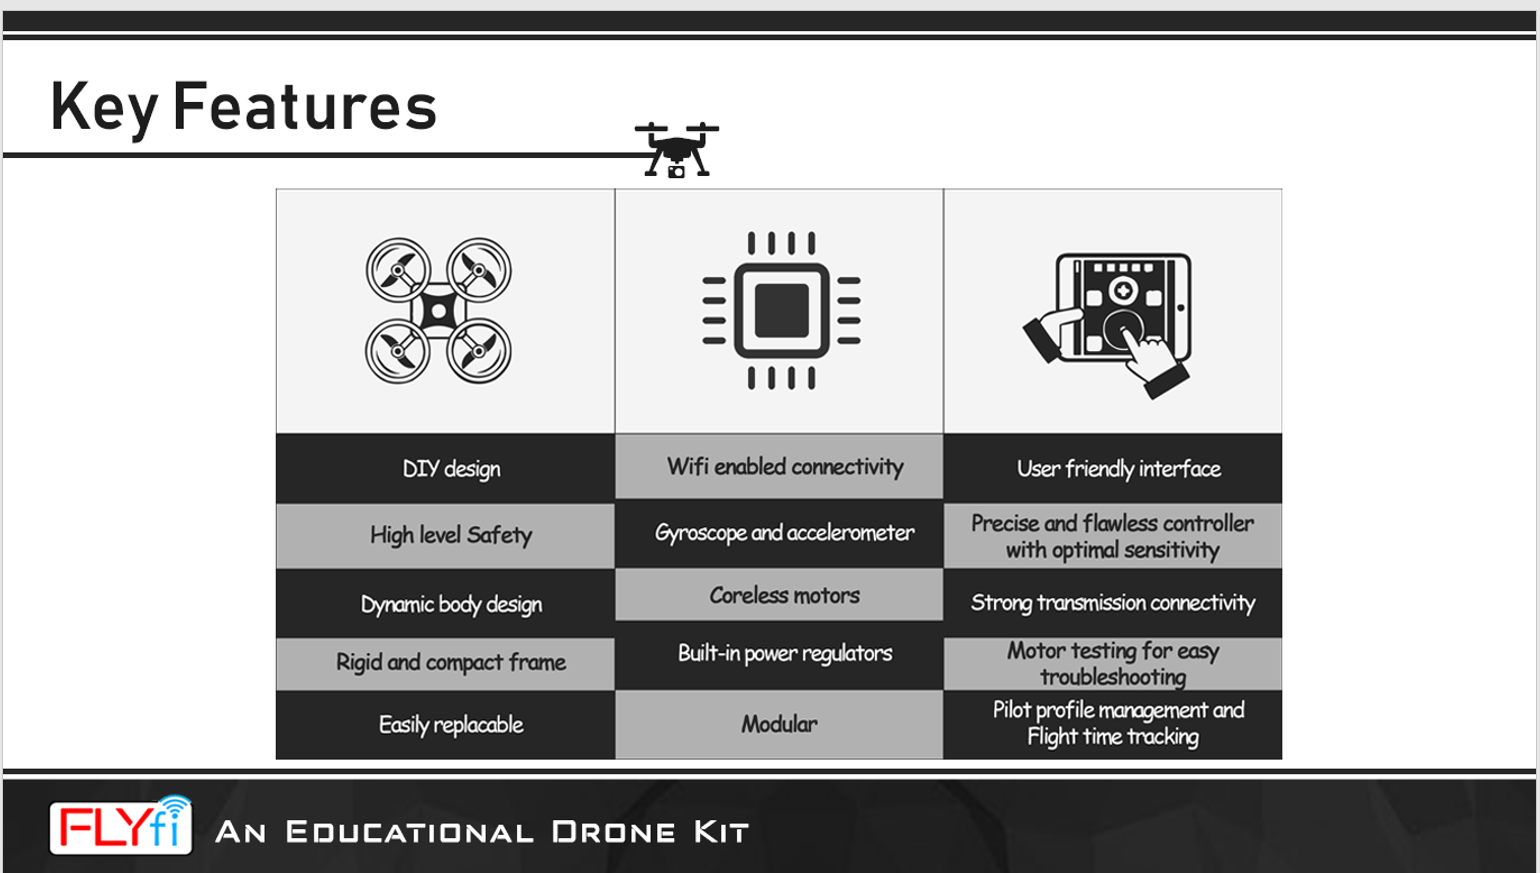 Key Features
DIY design
Wifi enabled connectivity
User friendly interface
High level Safety
Gyroscope and accelerometer
Precise and flawless controller
with optimal sensitivity
Dynamic body design
Coreless motors
Strong transmission connectivity
Rigid and compact frame
Built-in power regulators
Motor testing for easy
troubleshooting
Easily replacable
Modular
Pilot profile management and
Flight time tracking
FLYfi
An Educational Drone Kit